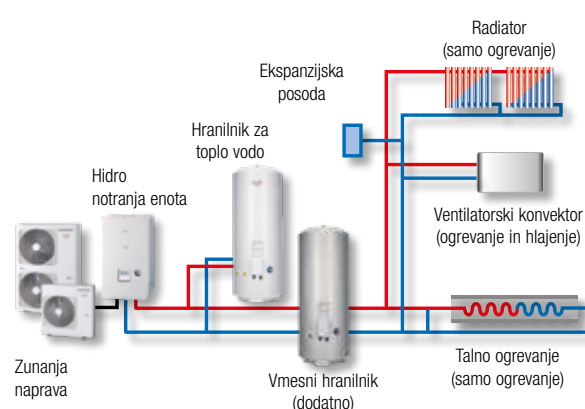 Radiator
(samo ogrevanje)
Ekspanzijska
posoda
Hranilnik za
toplo vodo
Hidro
notranja enota
Ventilatorski konvektor
(ogrevanje in hlajenje)
Zunanja
naprava
Vmesni hranilnik
(dodatno)
Talno ogrevanje
(samo ogrevanje)